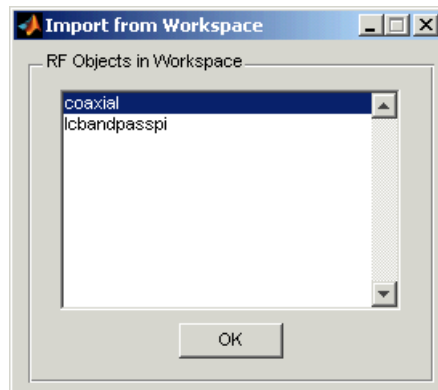 Import from Workspace
RF Objects in Workspace
coaxial
lcbandpasspi
OK